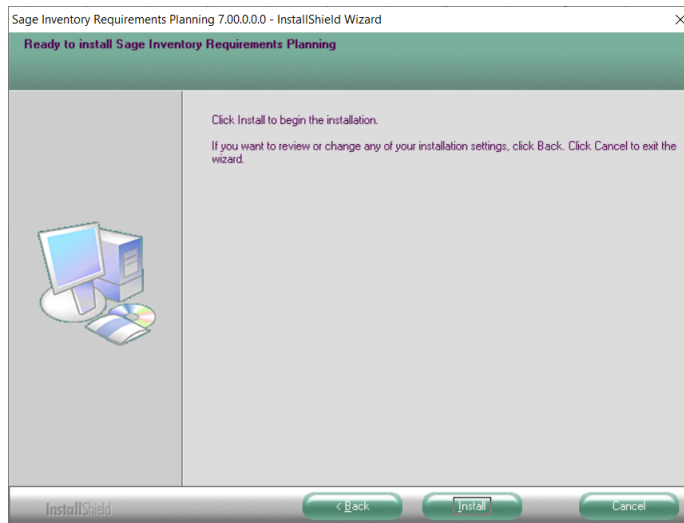 Sage Inventory Requirements Planning 7.00.0.0.0 - InstallShield Wizard
Ready to install Sage Inventory Requirements Planning
Click Install to begin the installation.
If you want to review or change any of your installation settings, click Back. Click Cancel to exit the
wizard.
InstallShield
< Back
Install
Cancel